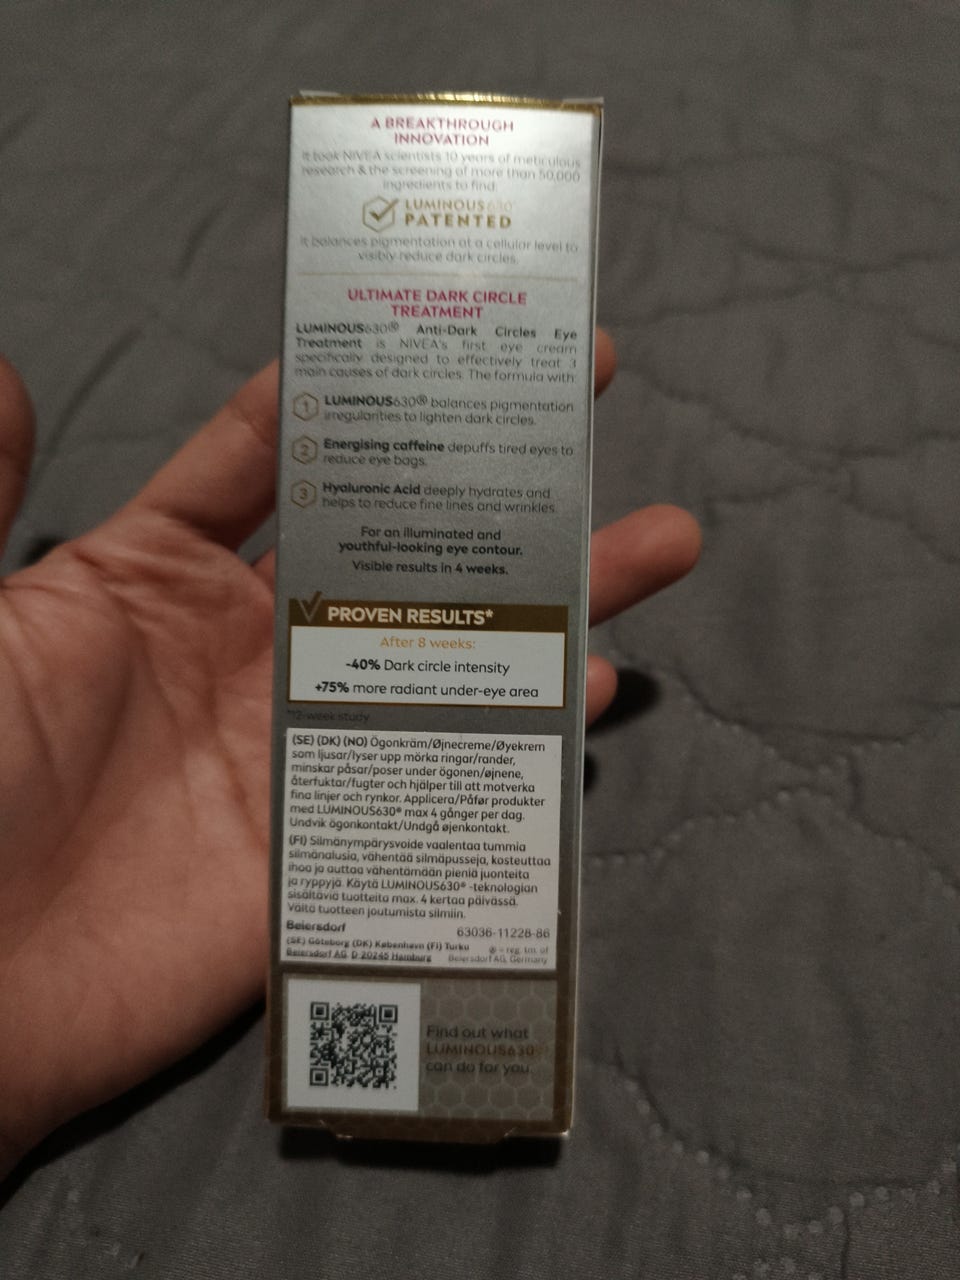 A BREAKTHROUGH
INNOVATION
It took NIVEA scientists 10 years of meticulous
research & the screening of more than 50,000
ingredients to find:
LUMINOUS630®
PATENTED
It balances pigmentation at a cellular level to
visibly reduce dark circles.
ULTIMATE DARK CIRCLE
TREATMENT
LUMINOUS630® Anti-Dark Circles Eye
Treatment is NIVEA's first eye cream
specifically designed to effectively treat 3
main causes of dark circles. The formula with:
1 LUMINOUS630® balances pigmentation
irregularities to lighten dark circles.
2 Energising caffeine depuffs tired eyes to
reduce eye bags.
3 Hyaluronic Acid deeply hydrates and
helps to reduce fine lines and wrinkles.
For an illuminated and
youthful-looking eye contour.
Visible results in 4 weeks.
PROVEN RESULTS*
After 8 weeks:
-40% Dark circle intensity
+75% more radiant under-eye area
*12-week study
(SE) (DK) (NO) Ögonkräm/Øjnecreme/Øyekrem
som ljusar/lyser upp mörka ringar/rander,
minskar påsar/poser under ögonen/øjnene,
återfuktar/fugter och hjälper till att motverka
fina linjer och rynkor. Applicera/Påfør produkter
med LUMINOUS630® max 4 gånger per dag.
Undvik ögonkontakt/Undgå øjenkontakt.
(FI) Silmänympärysvoide vaalentaa tummia
silmänalusia, vähentää silmäpusseja, kosteuttaa
ihoa ja auttaa vähentämään pieniä juonteita
ja ryppyjä. Käytä LUMINOUS630® -teknologian
sisältäviä tuotteita max. 4 kertaa päivässä.
Vältä tuotteen joutumista silmiin.
Beiersdorf 63036-11228-86
(SE) Göteborg (DK) København (FI) Turku ® = reg. tm. of
Beiersdorf AG, D-20245 Hamburg Beiersdorf AG, Germany
Find out what
LUMINOUS630®
can do for you.